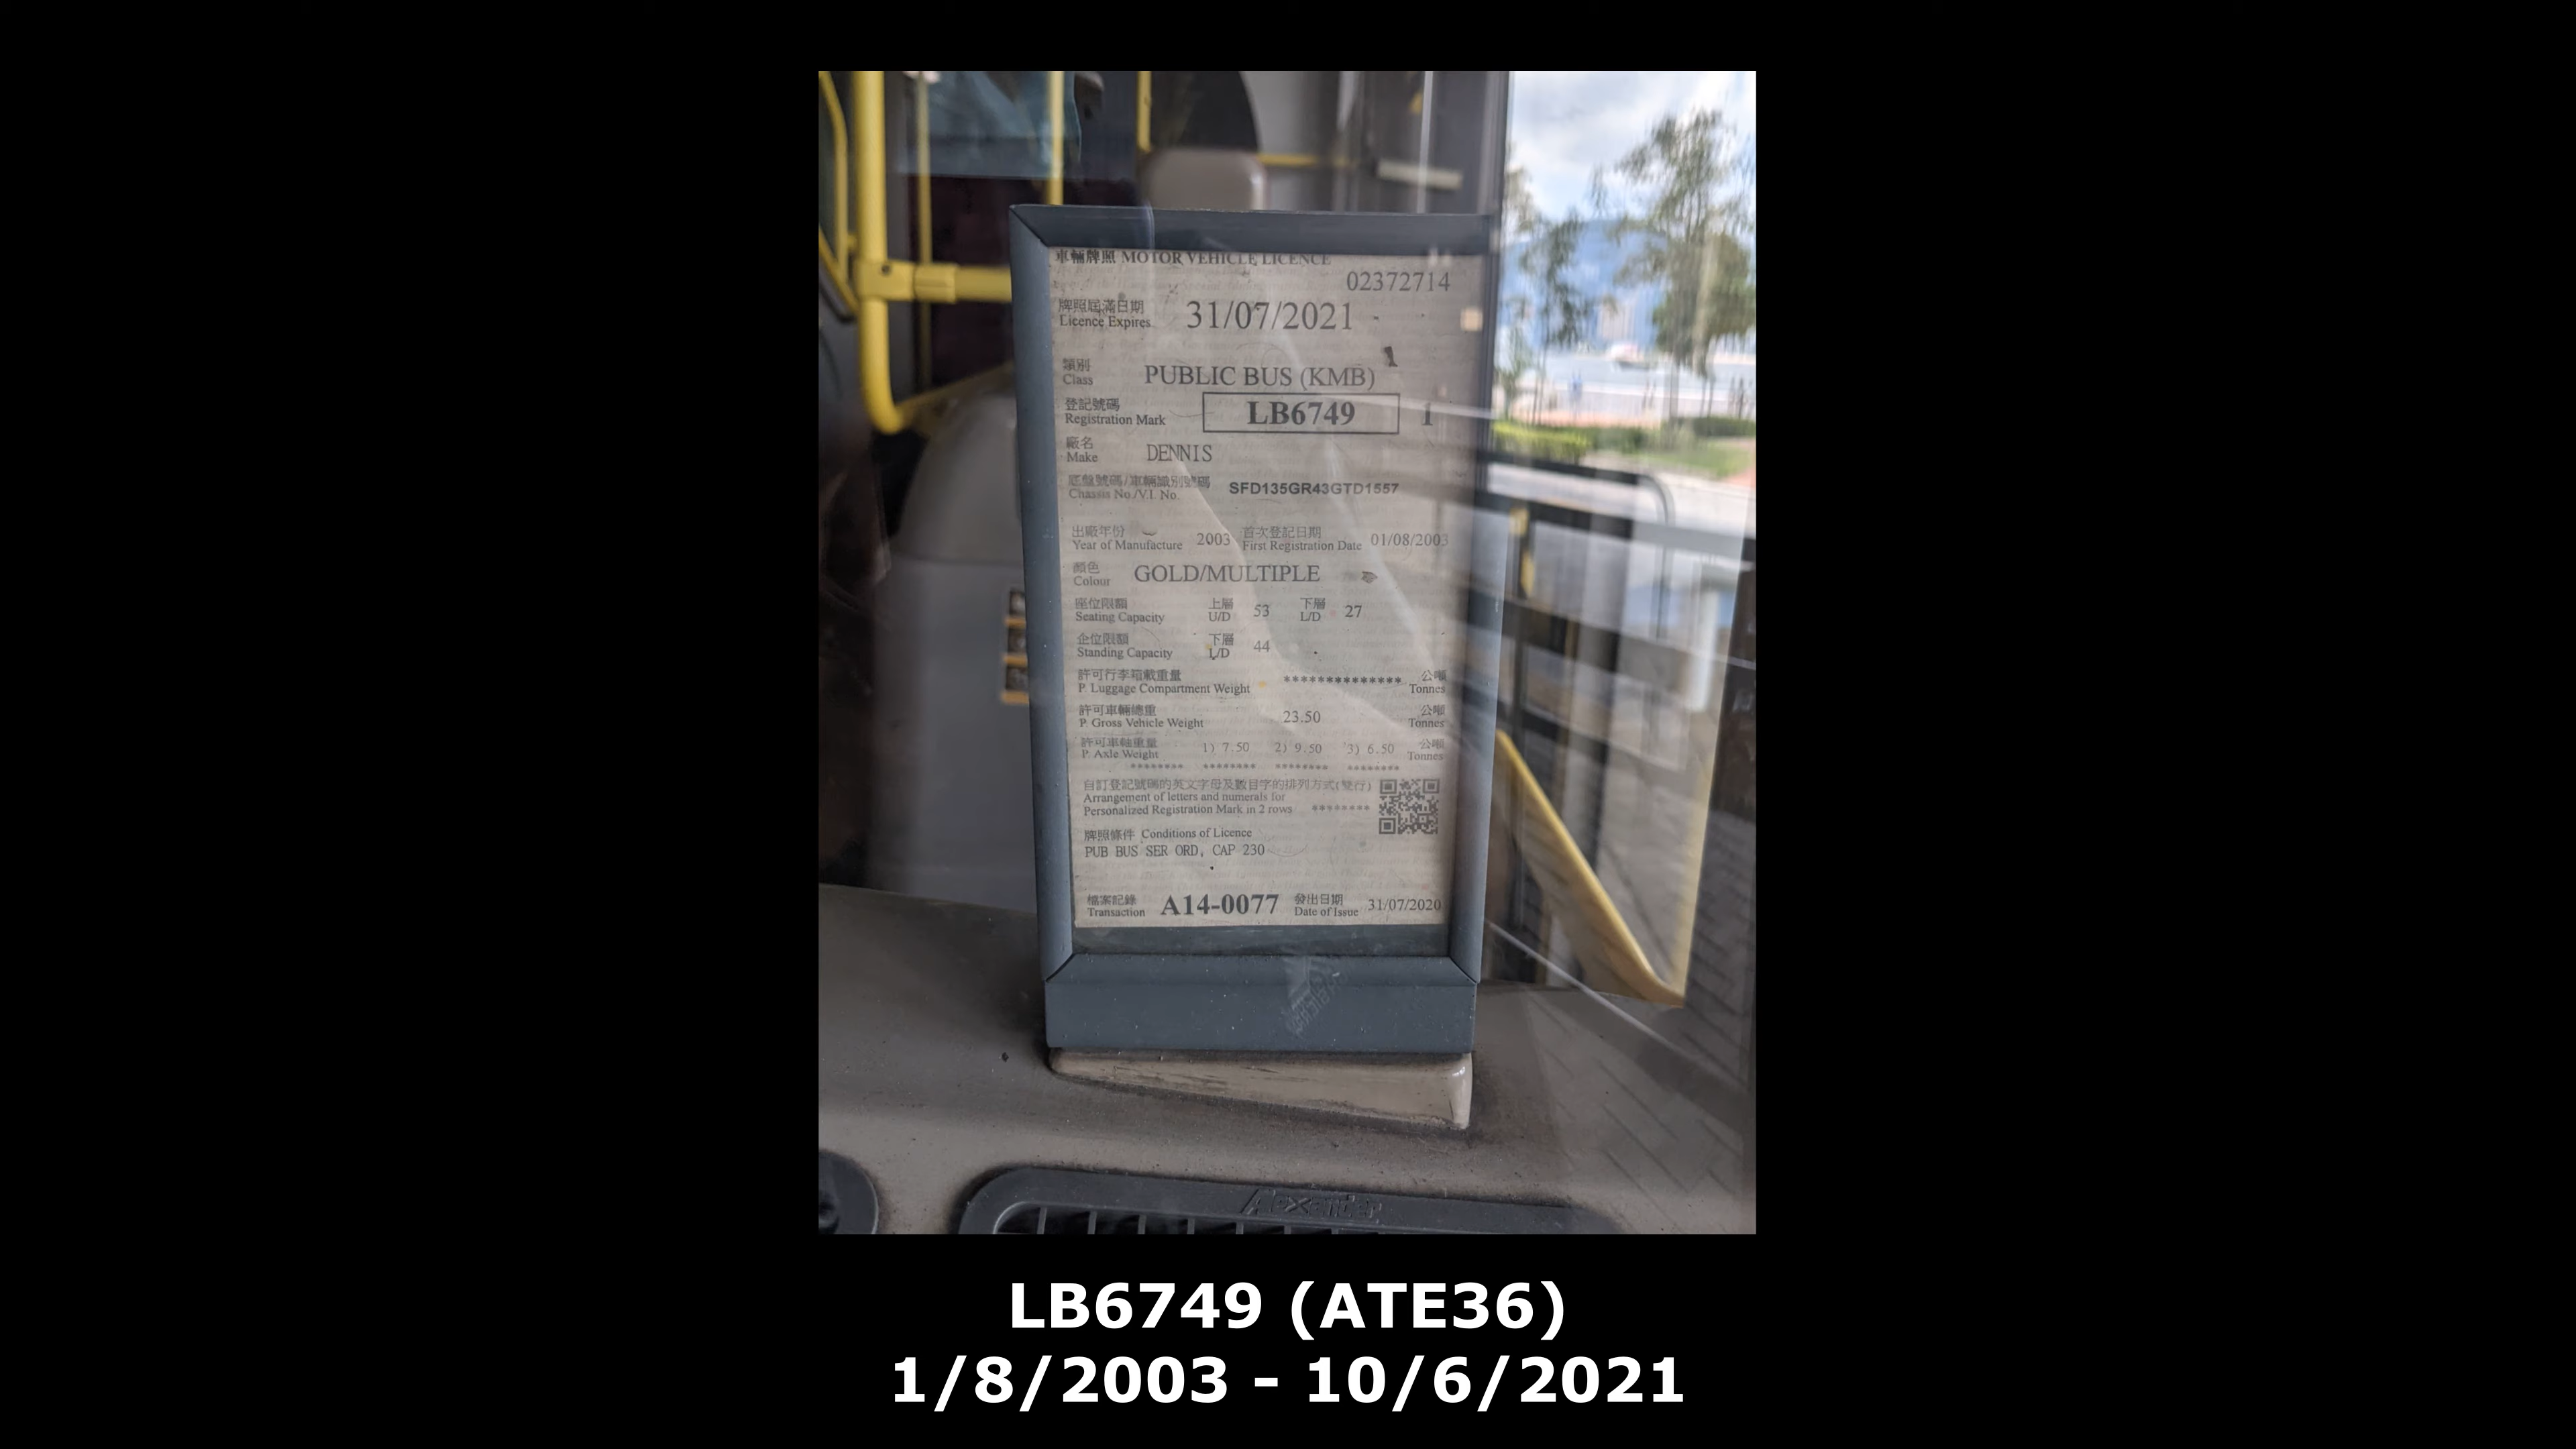 車輛牌照 MOTOR VEHICLE LICENCE
02372714
牌照屆滿日期
Licence Expires 31/07/2021
類別
Class PUBLIC BUS (KMB)
登記號碼
Registration Mark LB6749 1
廠名
Make DENNIS
底盤號碼/車輛識別號碼
Chassis No./V.I. No. SFD135GR43GTD1557
出廠年份 首次登記日期
Year of Manufacture 2003 First Registration Date 01/08/2003
顏色
Colour GOLD/MULTIPLE
座位限額 上層 下層
Seating Capacity U/D 53 L/D 27
企位限額 下層
Standing Capacity L/D 44
許可行李箱載重量 公噸
P. Luggage Compartment Weight ************** Tonnes
許可車輛總重 公噸
P. Gross Vehicle Weight 23.50 Tonnes
許可車軸重量 公噸
P. Axle Weight 1) 7.50 2) 9.50 3) 6.50 Tonnes
******** ******** ******** ********
自訂登記號碼的英文字母及數目字的排列方式(雙行)
Arrangement of letters and numerals for
Personalized Registration Mark in 2 rows ********
牌照條件 Conditions of Licence
PUB BUS SER ORD, CAP 230
檔案記錄 發出日期
Transaction A14-0077 Date of Issue 31/07/2020
Alexander
LB6749 (ATE36)
1/8/2003 - 10/6/2021